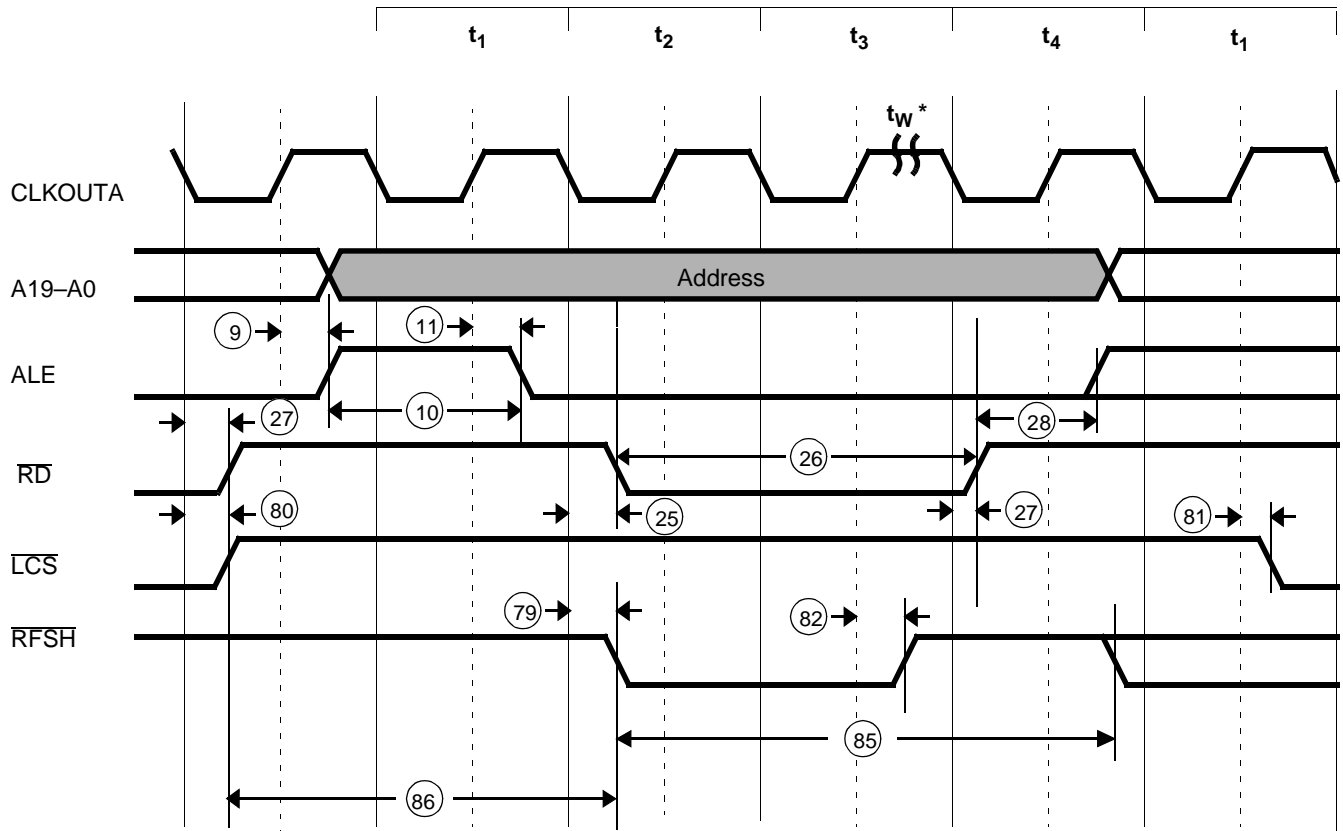 t1 t2 t3 t4 t1
tW *
CLKOUTA
A19–A0 Address
9 11
ALE
10
27 28
RD 26
80 25 27 81
LCS
79 82
RFSH
85
86